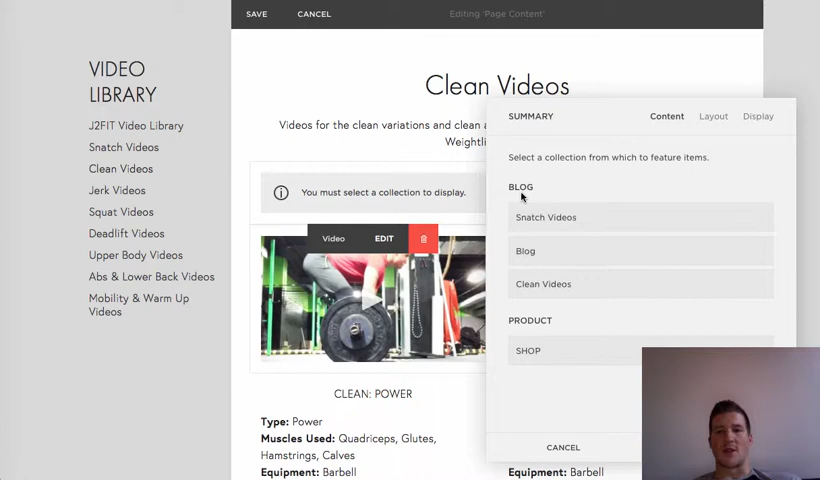 SAVE CANCEL Editing 'Page Content'
VIDEO
LIBRARY
J2FIT Video Library
Snatch Videos
Clean Videos
Jerk Videos
Squat Videos
Deadlift Videos
Upper Body Videos
Abs & Lower Back Videos
Mobility & Warm Up
Videos
Clean Videos
Videos for the clean variations and clean
Weightli
You must select a collection to display.
Video EDIT
CLEAN: POWER
Type: Power
Muscles Used: Quadriceps, Glutes,
Hamstrings, Calves
Equipment: Barbell
SUMMARY Content Layout Display
Select a collection from which to feature items.
BLOG
Snatch Videos
Blog
Clean Videos
PRODUCT
SHOP
CANCEL
Equipment: Barbell